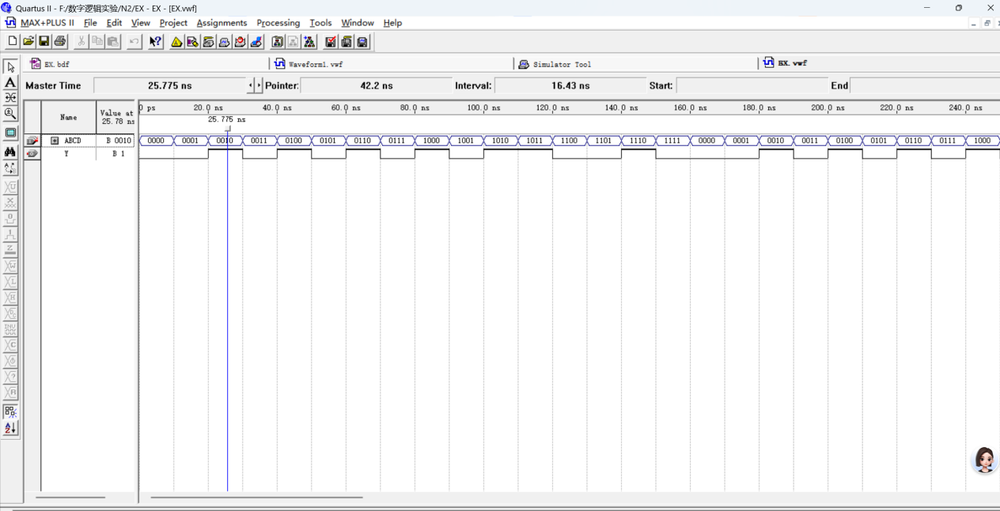 Quartus II - F:/数字逻辑实验/N2/EX - EX - [EX.vwf]
MAX+PLUS II File Edit View Project Assignments Processing Tools Window Help
EX.bdf Waveform1.vwf Simulator Tool EX.vwf
Master Time 25.775 ns Pointer: 42.2 ns Interval: 16.43 ns Start: End
Name Value at 25.78 ns
0 ps 20.0 ns 40.0 ns 60.0 ns 80.0 ns 100.0 ns 120.0 ns 140.0 ns 160.0 ns 180.0 ns 200.0 ns 220.0 ns 240.0 ns
25.775 ns
ABCD B 0010 0000 0001 0010 0011 0100 0101 0110 0111 1000 1001 1010 1011 1100 1101 1110 1111 0000 0001 0010 0011 0100 0101 0110 0111 1000
Y B 1